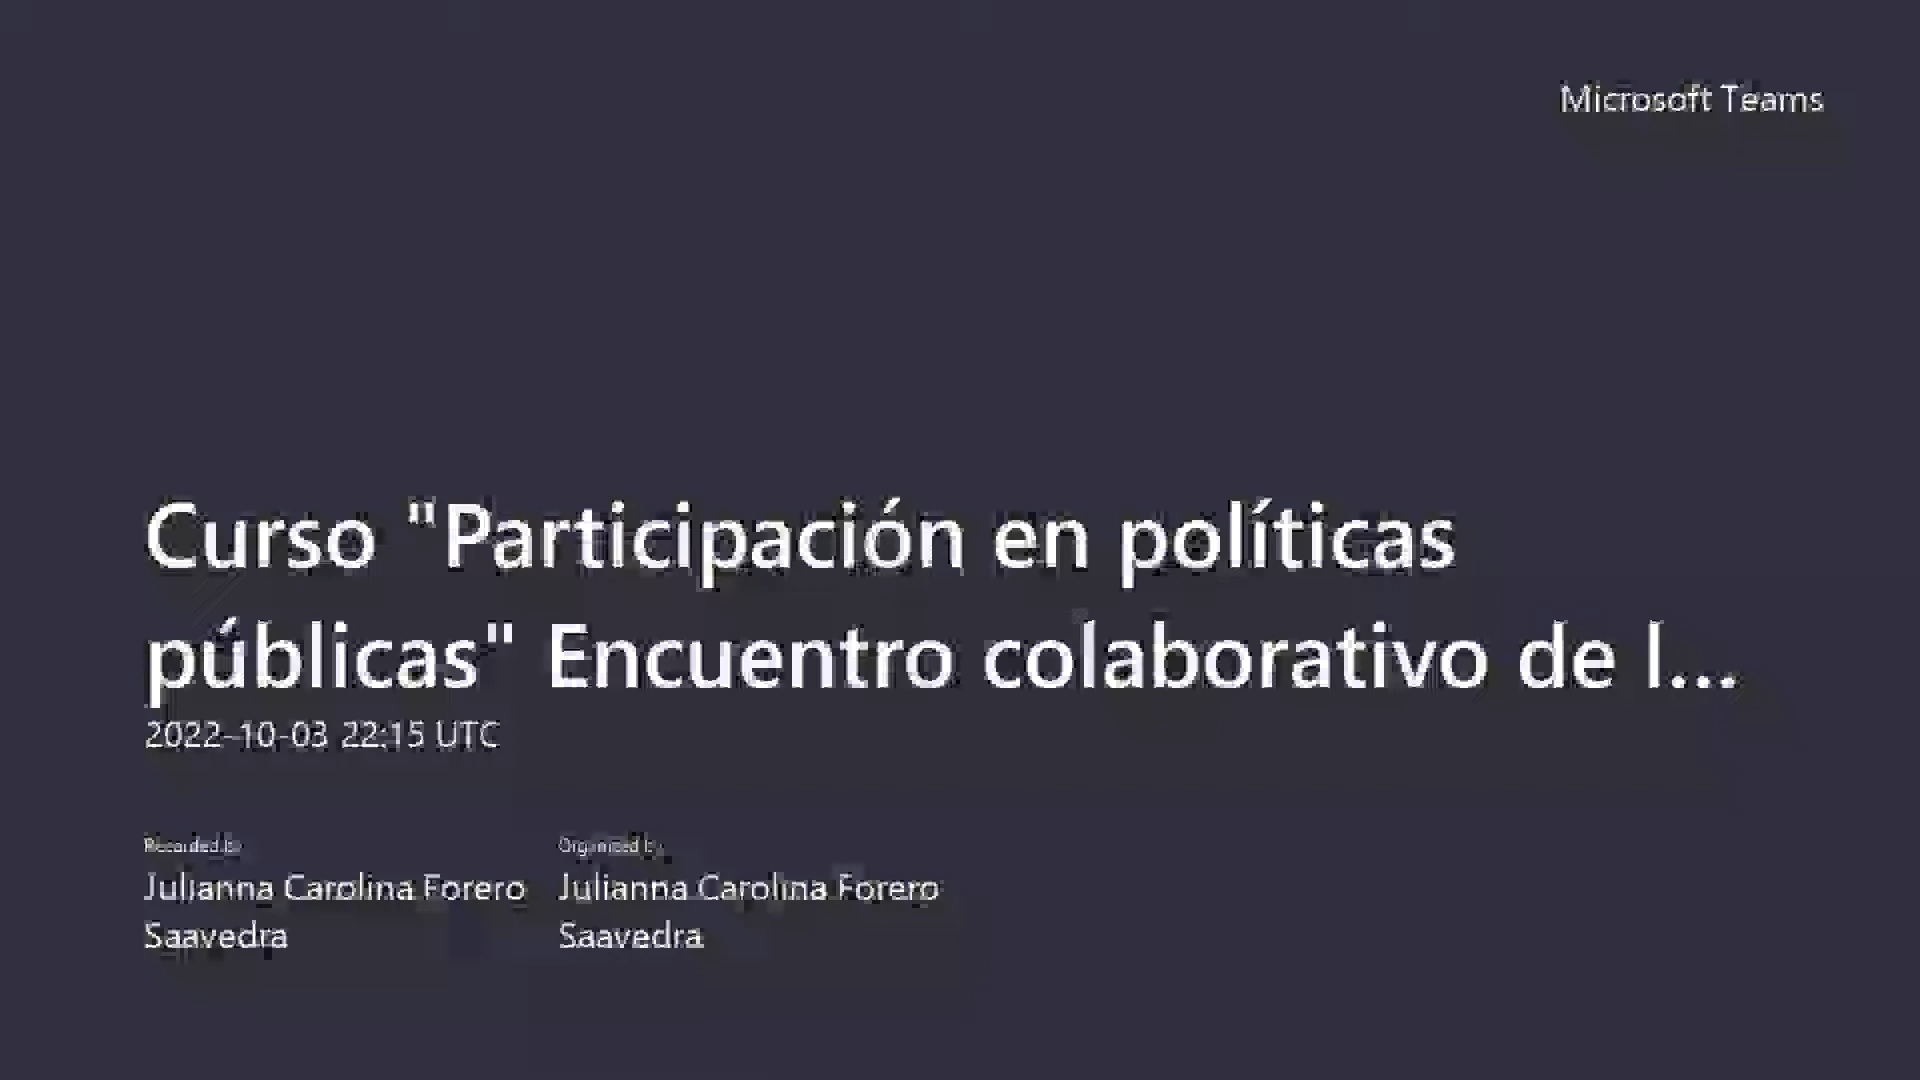 Microsoft Teams
Curso "Participación en políticas
públicas" Encuentro colaborativo de l...
2022-10-03 22:15 UTC
Recorded by
Organized by
Julianna Carolina Forero
Julianna Carolina Forero
Saavedra
Saavedra